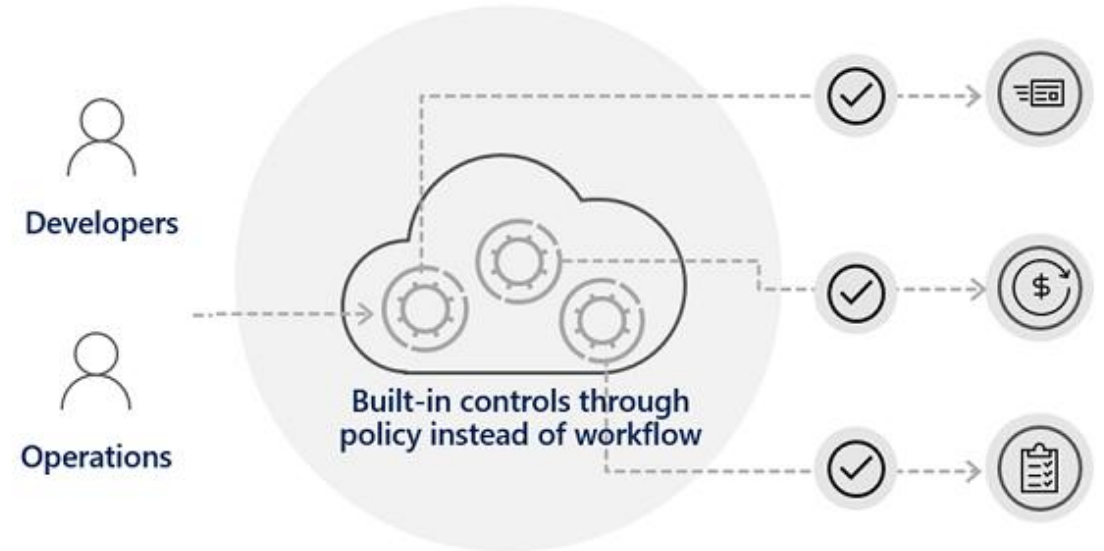 Developers
$
Built-in controls through
policy instead of workflow
Operations